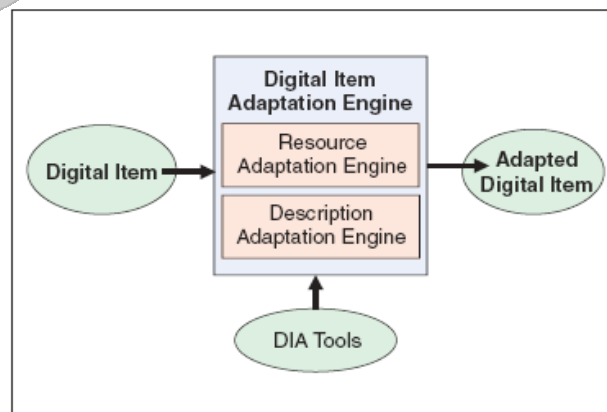 Digital Item
Adaptation Engine
Resource
Adaptation Engine
Description
Adaptation Engine
Digital Item
Adapted
Digital Item
DIA Tools